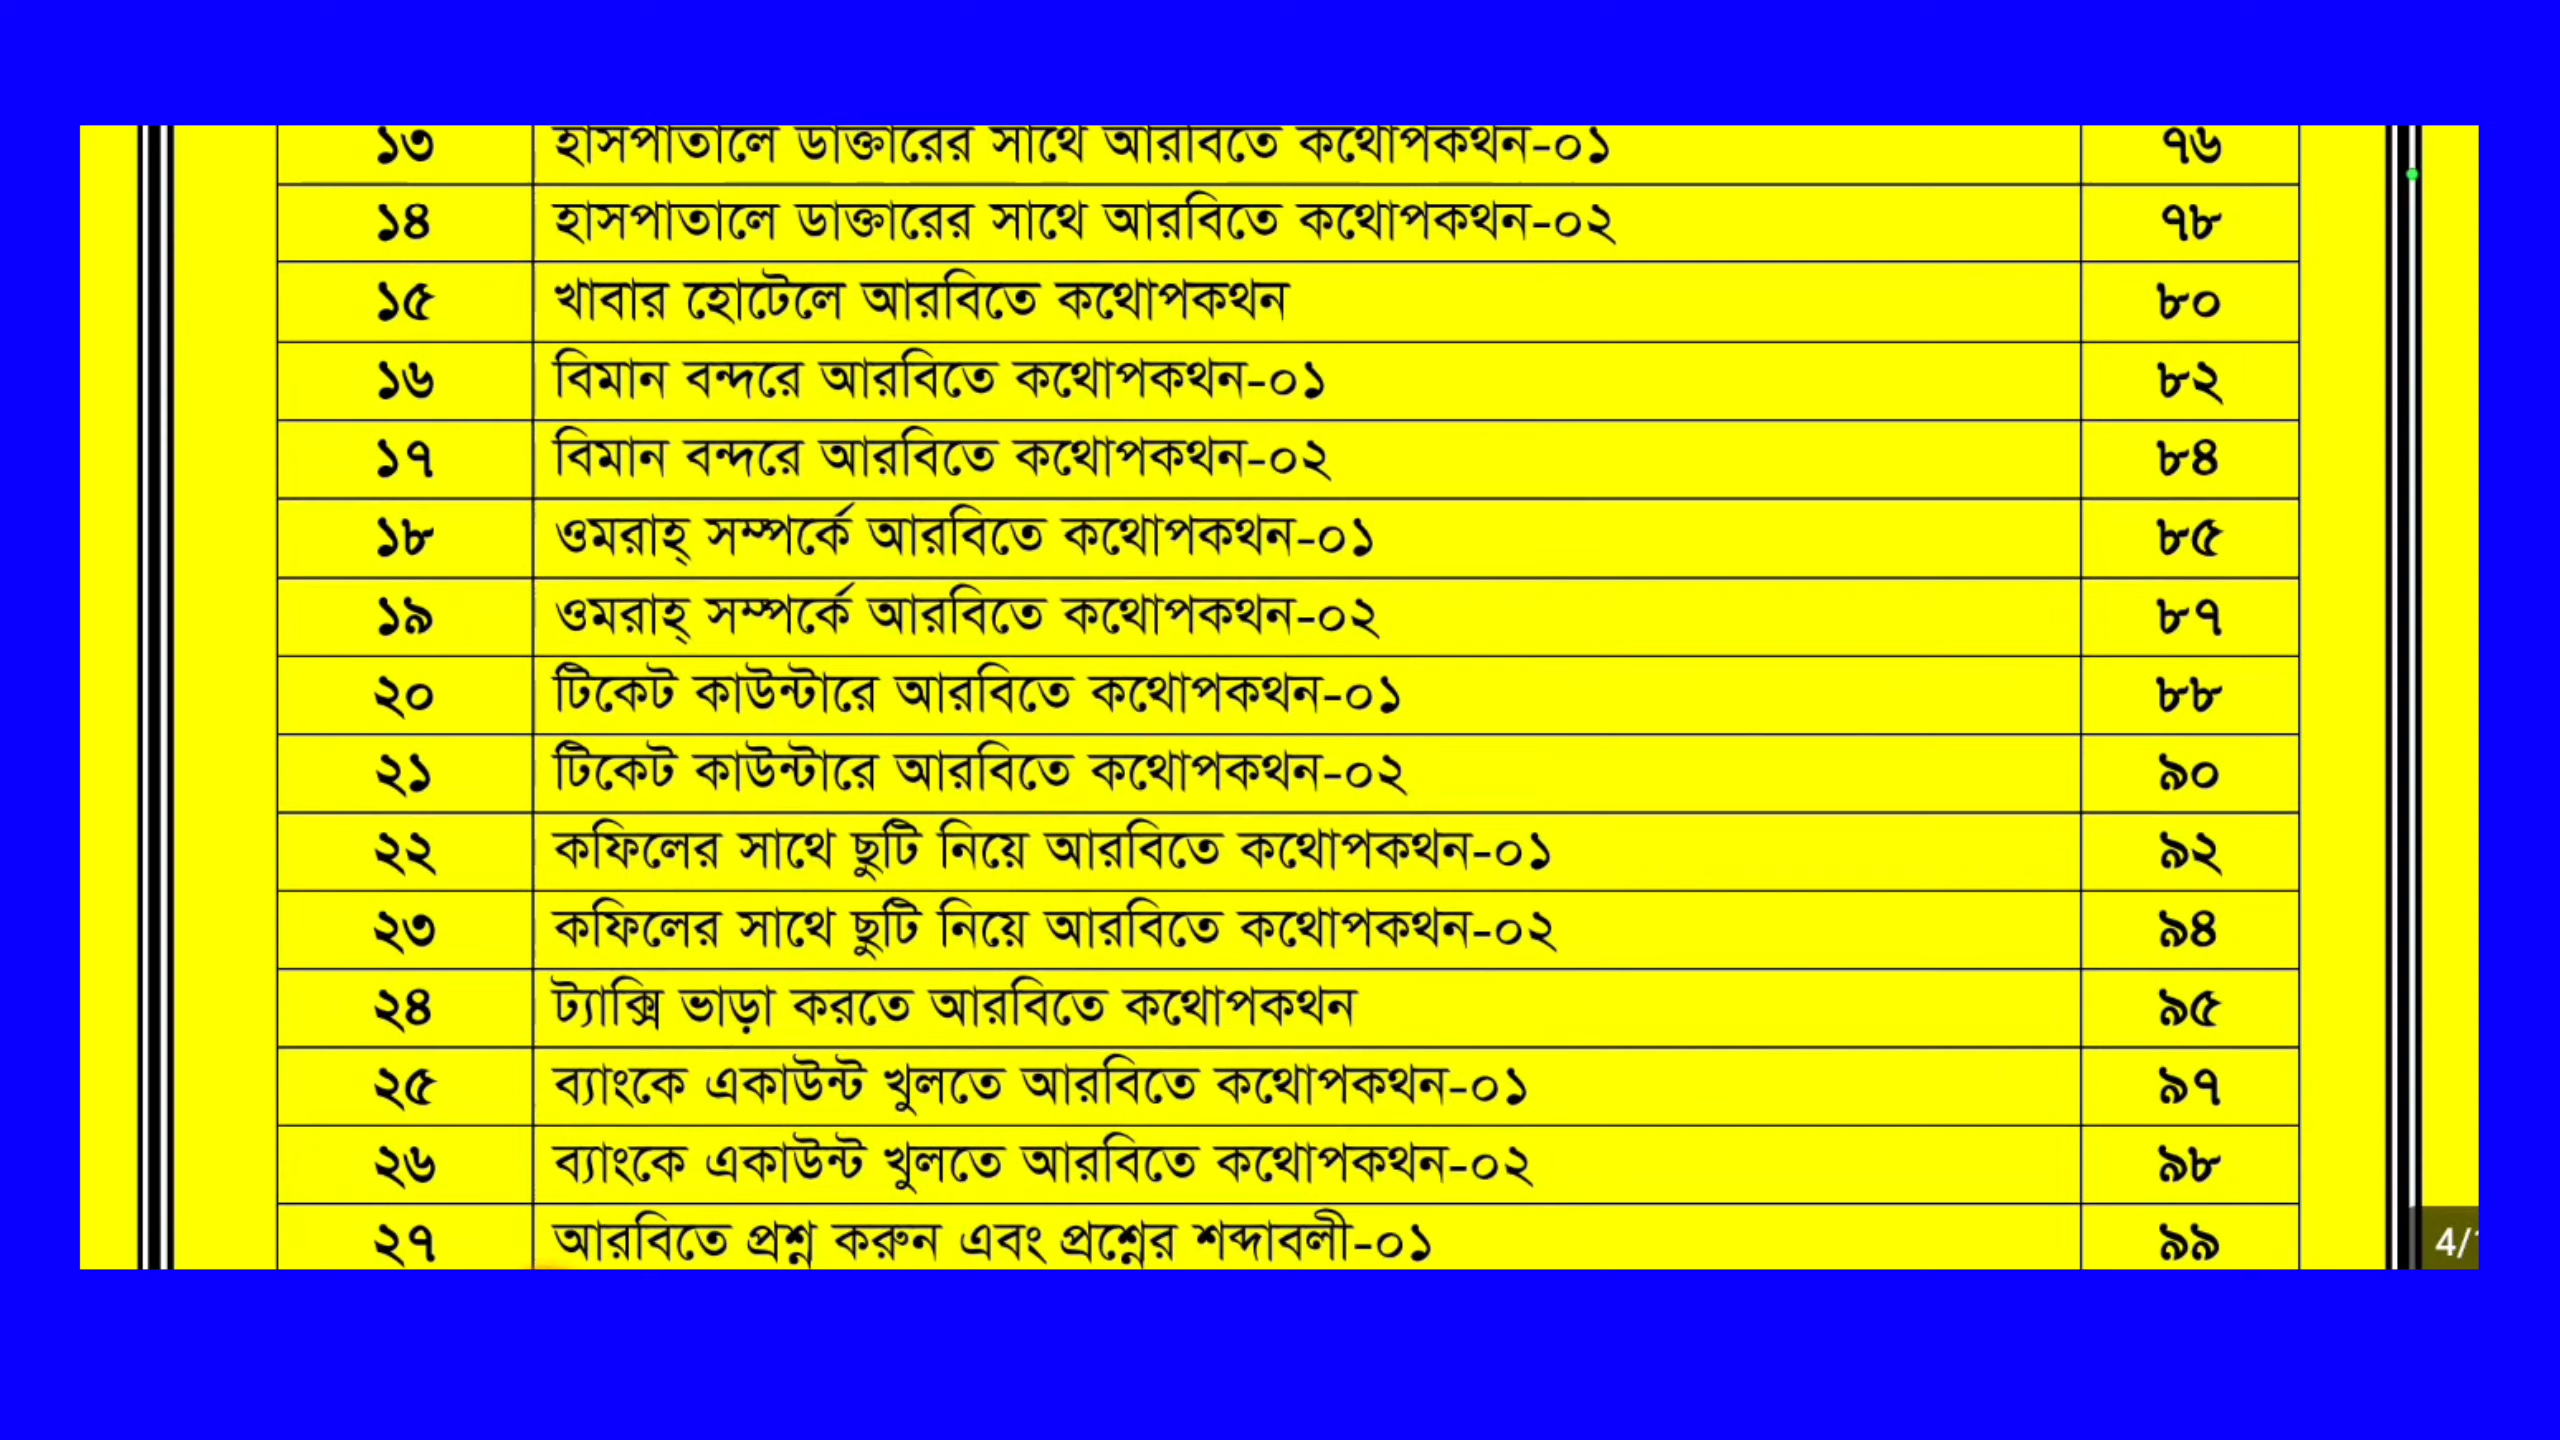 ১৩ হাসপাতালে ডাক্তারের সাথে আরবিতে কথোপকথন-০১ ৭৬
১৪ হাসপাতালে ডাক্তারের সাথে আরবিতে কথোপকথন-০২ ৭৮
১৫ খাবার হোটেলে আরবিতে কথোপকথন ৮০
১৬ বিমান বন্দরে আরবিতে কথোপকথন-০১ ৮২
১৭ বিমান বন্দরে আরবিতে কথোপকথন-০২ ৮৪
১৮ ওমরাহ্ সম্পর্কে আরবিতে কথোপকথন-০১ ৮৫
১৯ ওমরাহ্ সম্পর্কে আরবিতে কথোপকথন-০২ ৮৭
২০ টিকেট কাউন্টারে আরবিতে কথোপকথন-০১ ৮৮
২১ টিকেট কাউন্টারে আরবিতে কথোপকথন-০২ ৯০
২২ কফিলের সাথে ছুটি নিয়ে আরবিতে কথোপকথন-০১ ৯২
২৩ কফিলের সাথে ছুটি নিয়ে আরবিতে কথোপকথন-০২ ৯৪
২৪ ট্যাক্সি ভাড়া করতে আরবিতে কথোপকথন ৯৫
২৫ ব্যাংকে একাউন্ট খুলতে আরবিতে কথোপকথন-০১ ৯৭
২৬ ব্যাংকে একাউন্ট খুলতে আরবিতে কথোপকথন-০২ ৯৮
২৭ আরবিতে প্রশ্ন করুন এবং প্রশ্নের শব্দাবলী-০১ ৯৯
4/